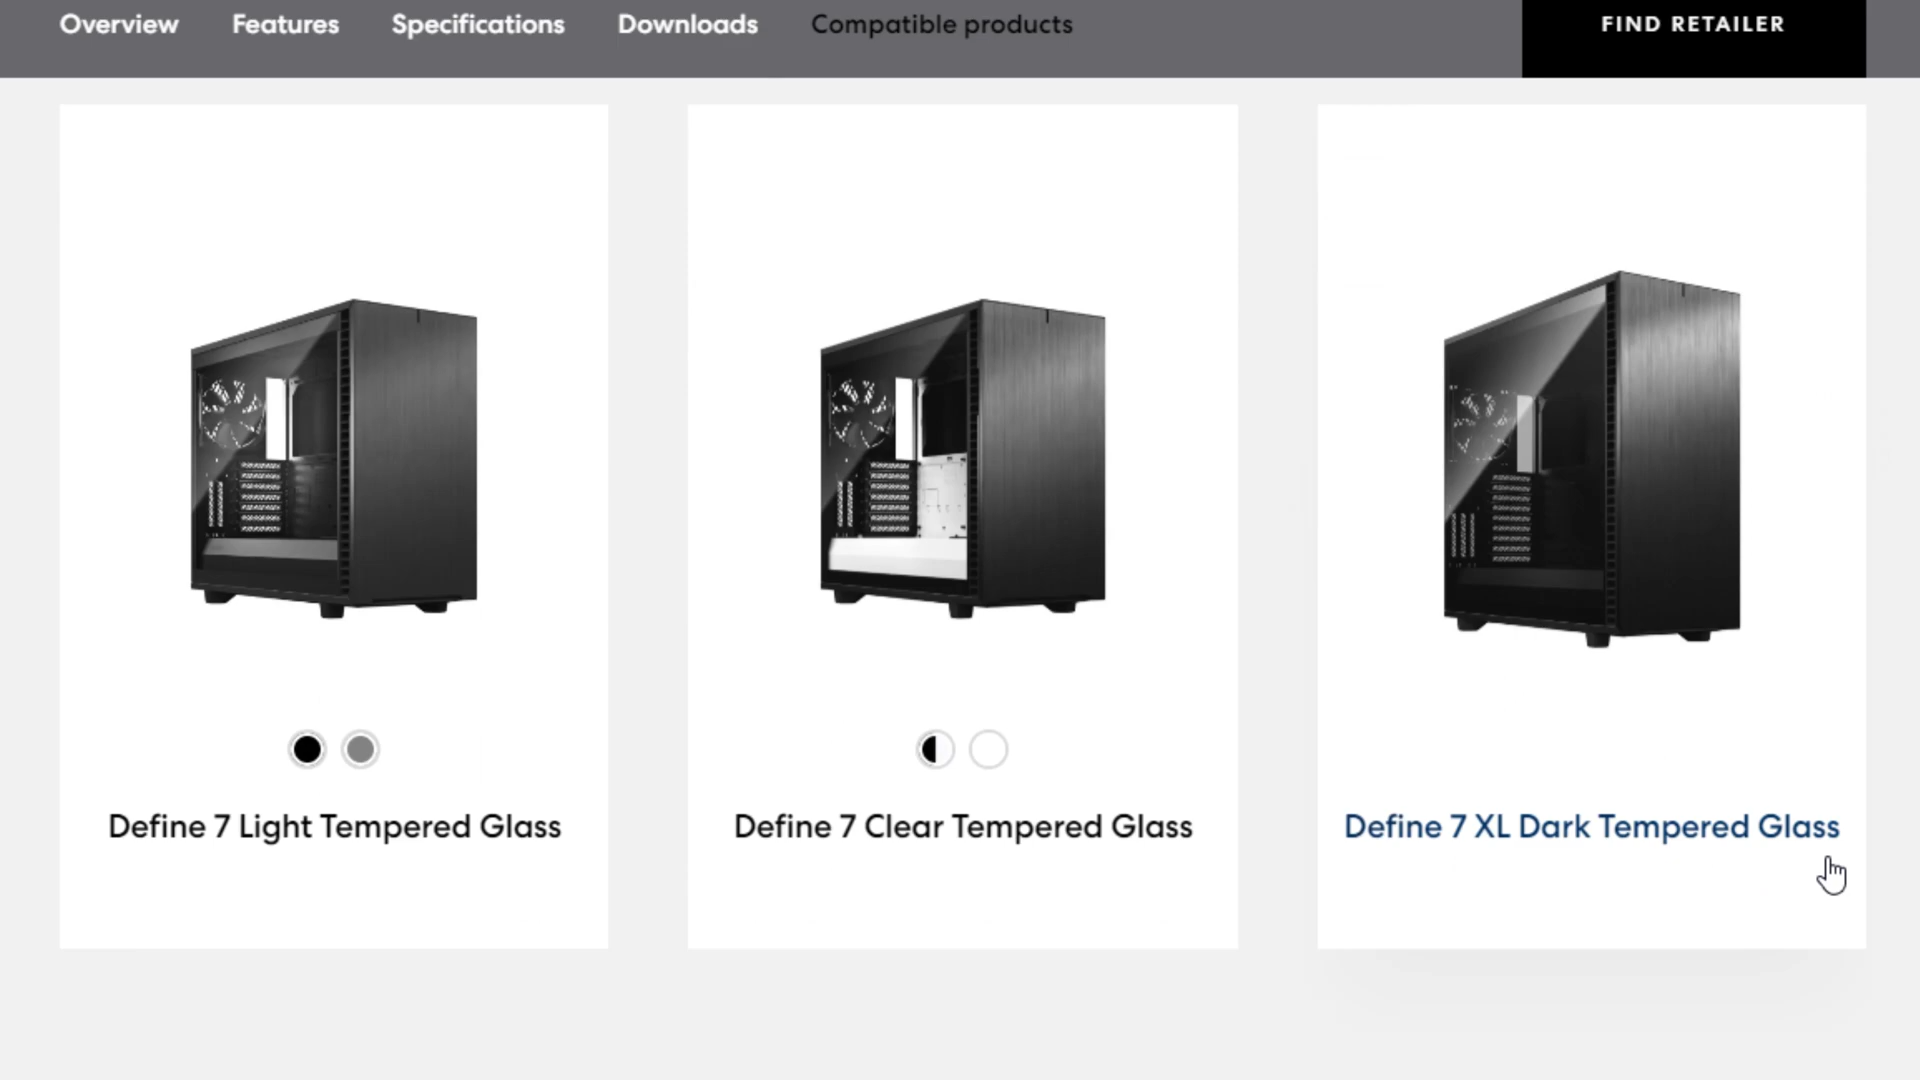 Overview Features Specifications Downloads Compatible products FIND RETAILER
Define 7 Light Tempered Glass
Define 7 Clear Tempered Glass
Define 7 XL Dark Tempered Glass